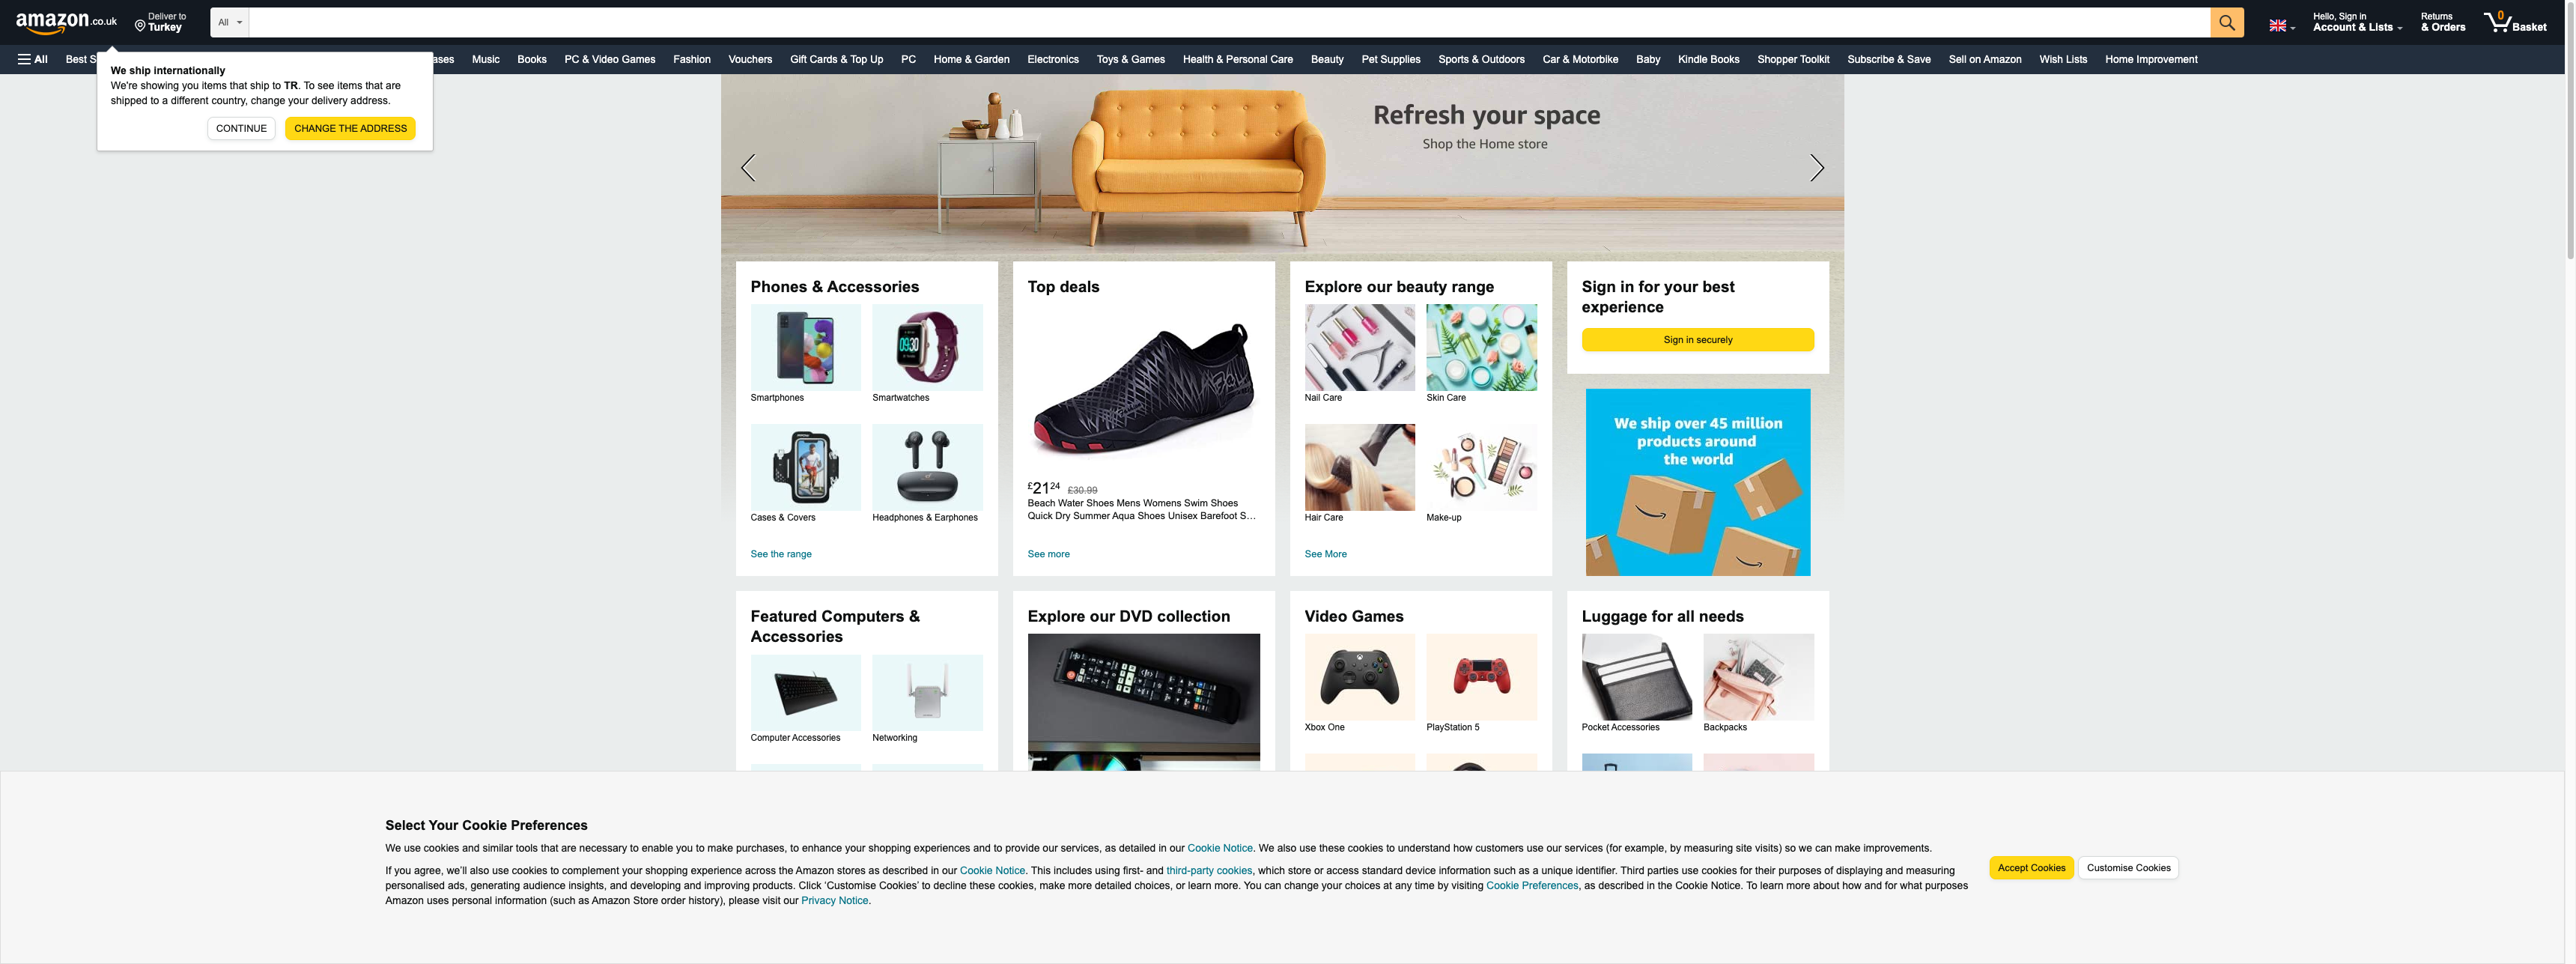 amazon.co.uk
Deliver to
Turkey
All
Hello, Sign in
Account & Lists
Returns
& Orders
0
Basket
All
Best S
ases
Music
Books
PC & Video Games
Fashion
Vouchers
Gift Cards & Top Up
PC
Home & Garden
Electronics
Toys & Games
Health & Personal Care
Beauty
Pet Supplies
Sports & Outdoors
Car & Motorbike
Baby
Kindle Books
Shopper Toolkit
Subscribe & Save
Sell on Amazon
Wish Lists
Home Improvement
We ship internationally
We're showing you items that ship to TR. To see items that are
shipped to a different country, change your delivery address.
CONTINUE
CHANGE THE ADDRESS
Refresh your space
Shop the Home store
Phones & Accessories
Smartphones
Smartwatches
09:30
Cases & Covers
Headphones & Earphones
See the range
Top deals
£21 24 £30.99
Beach Water Shoes Mens Womens Swim Shoes
Quick Dry Summer Aqua Shoes Unisex Barefoot S…
See more
Explore our beauty range
Nail Care
Skin Care
Hair Care
Make-up
See More
Sign in for your best
experience
Sign in securely
We ship over 45 million
products around
the world
Featured Computers &
Accessories
Computer Accessories
Networking
Explore our DVD collection
Video Games
Xbox One
PlayStation 5
Luggage for all needs
Pocket Accessories
Backpacks
Select Your Cookie Preferences
We use cookies and similar tools that are necessary to enable you to make purchases, to enhance your shopping experiences and to provide our services, as detailed in our Cookie Notice. We also use these cookies to understand how customers use our services (for example, by measuring site visits) so we can make improvements.
If you agree, we'll also use cookies to complement your shopping experience across the Amazon stores as described in our Cookie Notice. This includes using first- and third-party cookies, which store or access standard device information such as a unique identifier. Third parties use cookies for their purposes of displaying and measuring
personalised ads, generating audience insights, and developing and improving products. Click 'Customise Cookies' to decline these cookies, make more detailed choices, or learn more. You can change your choices at any time by visiting Cookie Preferences, as described in the Cookie Notice. To learn more about how and for what purposes
Amazon uses personal information (such as Amazon Store order history), please visit our Privacy Notice.
Accept Cookies
Customise Cookies